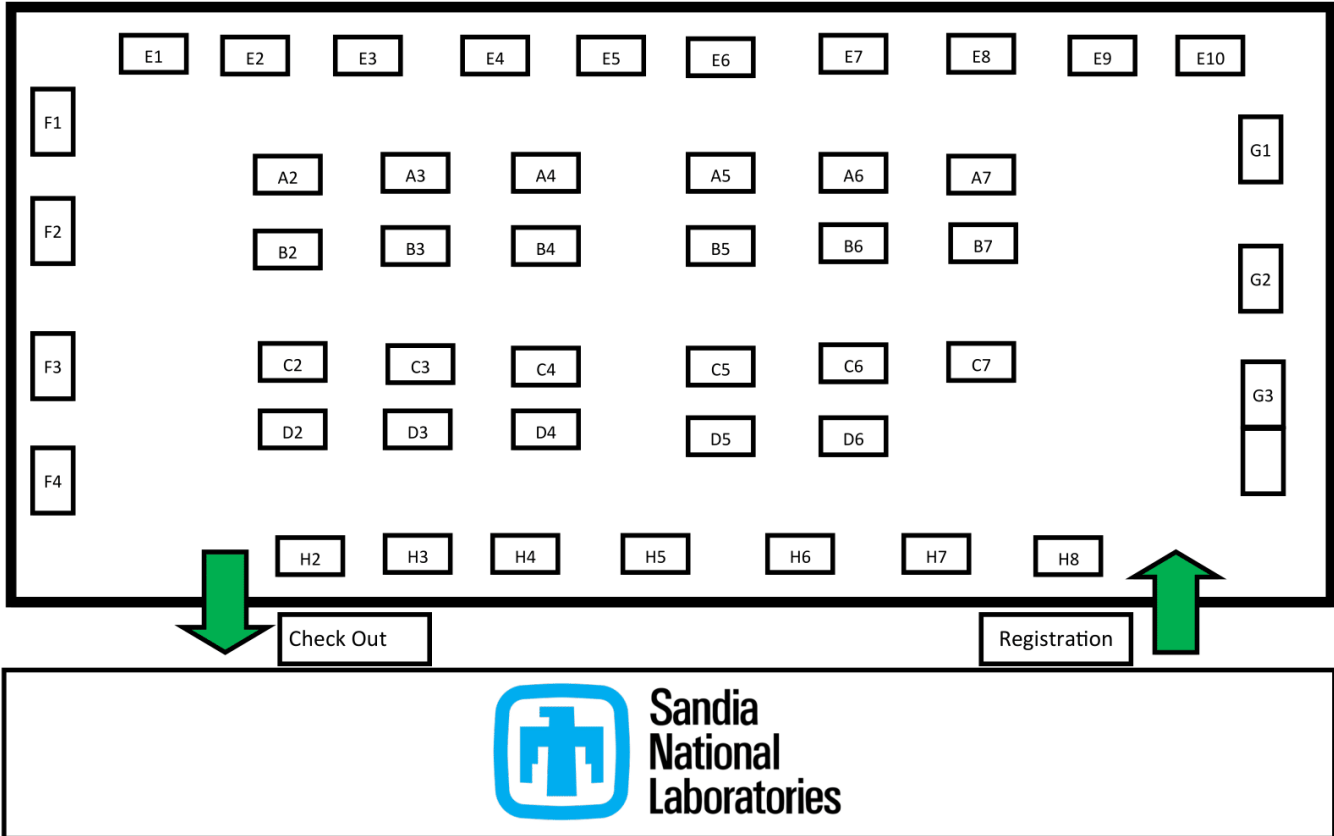 E1 E2 E3 E4 E5 E6 E7 E8 E9 E10
F1
G1
A2 A3 A4 A5 A6 A7
F2
B2 B3 B4 B5 B6 B7
G2
F3
C2 C3 C4 C5 C6 C7
G3
D2 D3 D4 D5 D6
F4
H2 H3 H4 H5 H6 H7 H8
Check Out
Registration
Sandia
National
Laboratories